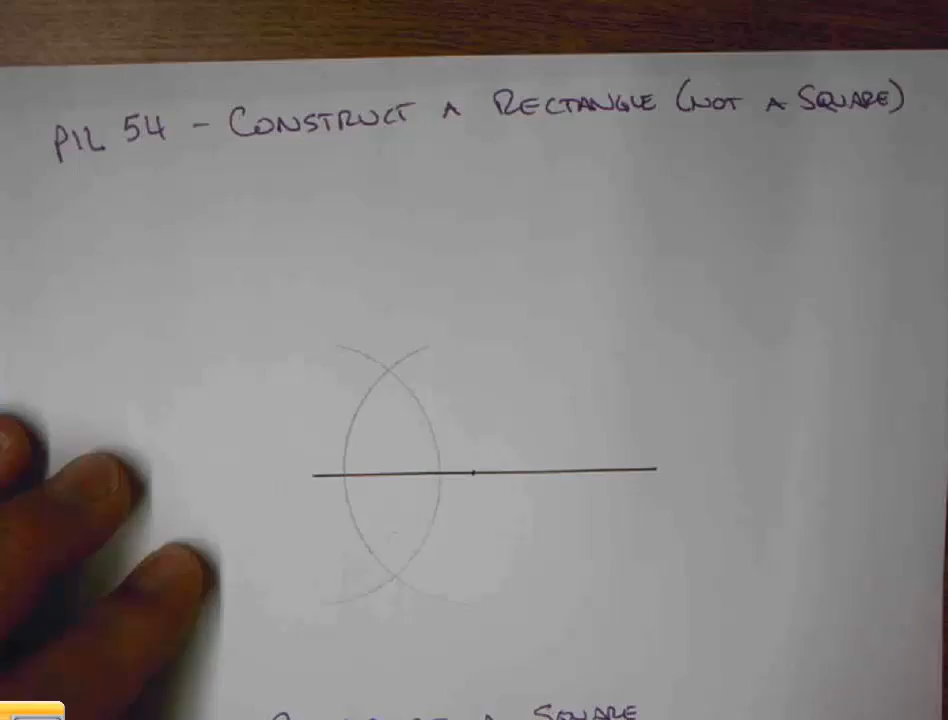 PIL 54 - CONSTRUCT A RECTANGLE (NOT A SQUARE)
A SQUARE